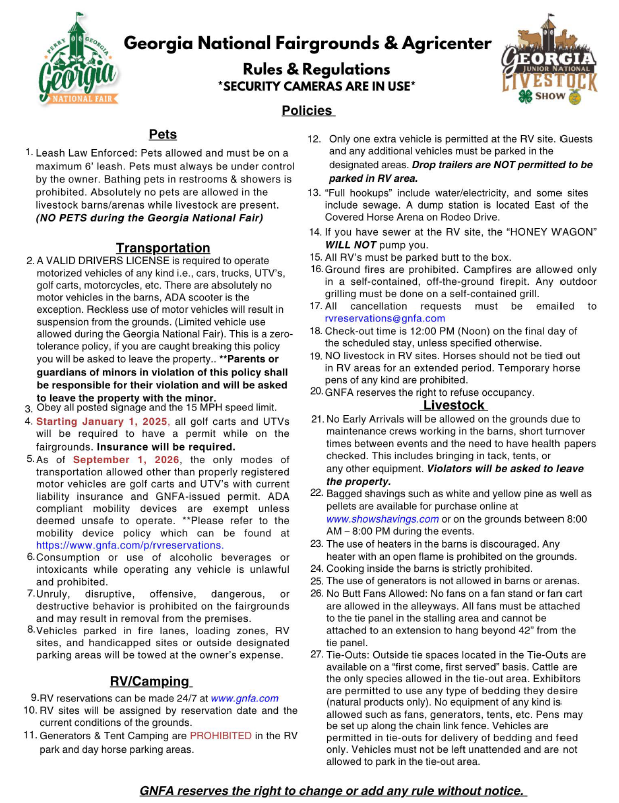 PERRY, GEORGIA
Georgia
NATIONAL FAIR
Georgia National Fairgrounds & Agricenter
Rules & Regulations
*SECURITY CAMERAS ARE IN USE*
GEORGIA
JUNIOR NATIONAL
LIVESTOCK
SHOW
Policies
Pets
1. Leash Law Enforced: Pets allowed and must be on a
maximum 6' leash. Pets must always be under control
by the owner. Bathing pets in restrooms & showers is
prohibited. Absolutely no pets are allowed in the
livestock barns/arenas while livestock are present.
(NO PETS during the Georgia National Fair)
Transportation
2. A VALID DRIVERS LICENSE is required to operate
motorized vehicles of any kind i.e., cars, trucks, UTV's,
golf carts, motorcycles, etc. There are absolutely no
motor vehicles in the barns, ADA scooter is the
exception. Reckless use of motor vehicles will result in
suspension from the grounds. (Limited vehicle use
allowed during the Georgia National Fair). This is a zero-
tolerance policy, if you are caught breaking this policy
you will be asked to leave the property.. **Parents or
guardians of minors in violation of this policy shall
be responsible for their violation and will be asked
to leave the property with the minor.
3. Obey all posted signage and the 15 MPH speed limit.
4. Starting January 1, 2025, all golf carts and UTVs
will be required to have a permit while on the
fairgrounds. Insurance will be required.
5. As of September 1, 2026, the only modes of
transportation allowed other than properly registered
motor vehicles are golf carts and UTV's with current
liability insurance and GNFA-issued permit. ADA
compliant mobility devices are exempt unless
deemed unsafe to operate. **Please refer to the
mobility device policy which can be found at
https://www.gnfa.com/p/rvreservations.
6. Consumption or use of alcoholic beverages or
intoxicants while operating any vehicle is unlawful
and prohibited.
7. Unruly, disruptive, offensive, dangerous, or
destructive behavior is prohibited on the fairgrounds
and may result in removal from the premises.
8. Vehicles parked in fire lanes, loading zones, RV
sites, and handicapped sites or outside designated
parking areas will be towed at the owner's expense.
RV/Camping
9. RV reservations can be made 24/7 at www.gnfa.com
10. RV sites will be assigned by reservation date and the
current conditions of the grounds.
11. Generators & Tent Camping are PROHIBITED in the RV
park and day horse parking areas.
12. Only one extra vehicle is permitted at the RV site. Guests
and any additional vehicles must be parked in the
designated areas. Drop trailers are NOT permitted to be
parked in RV area.
13. "Full hookups" include water/electricity, and some sites
include sewage. A dump station is located East of the
Covered Horse Arena on Rodeo Drive.
14. If you have sewer at the RV site, the "HONEY WAGON"
WILL NOT pump you.
15. All RV's must be parked butt to the box.
16. Ground fires are prohibited. Campfires are allowed only
in a self-contained, off-the-ground firepit. Any outdoor
grilling must be done on a self-contained grill.
17. All cancellation requests must be emailed to
rvreservations@gnfa.com
18. Check-out time is 12:00 PM (Noon) on the final day of
the scheduled stay, unless specified otherwise.
19. NO livestock in RV sites. Horses should not be tied out
in RV areas for an extended period. Temporary horse
pens of any kind are prohibited.
20. GNFA reserves the right to refuse occupancy.
Livestock
21. No Early Arrivals will be allowed on the grounds due to
maintenance crews working in the barns, short turnover
times between events and the need to have health papers
checked. This includes bringing in tack, tents, or
any other equipment. Violators will be asked to leave
the property.
22. Bagged shavings such as white and yellow pine as well as
pellets are available for purchase online at
www.showshavings.com or on the grounds between 8:00
AM – 8:00 PM during the events.
23. The use of heaters in the barns is discouraged. Any
heater with an open flame is prohibited on the grounds.
24. Cooking inside the barns is strictly prohibited.
25. The use of generators is not allowed in barns or arenas.
26. No Butt Fans Allowed: No fans on a fan stand or fan cart
are allowed in the alleyways. All fans must be attached
to the tie panel in the stalling area and cannot be
attached to an extension to hang beyond 42" from the
tie panel.
27. Tie-Outs: Outside tie spaces located in the Tie-Outs are
available on a "first come, first served" basis. Cattle are
the only species allowed in the tie-out area. Exhibitors
are permitted to use any type of bedding they desire
(natural products only). No equipment of any kind is
allowed such as fans, generators, tents, etc. Pens may
be set up along the chain link fence. Vehicles are
permitted in tie-outs for delivery of bedding and feed
only. Vehicles must not be left unattended and are not
allowed to park in the tie-out area.
GNFA reserves the right to change or add any rule without notice.